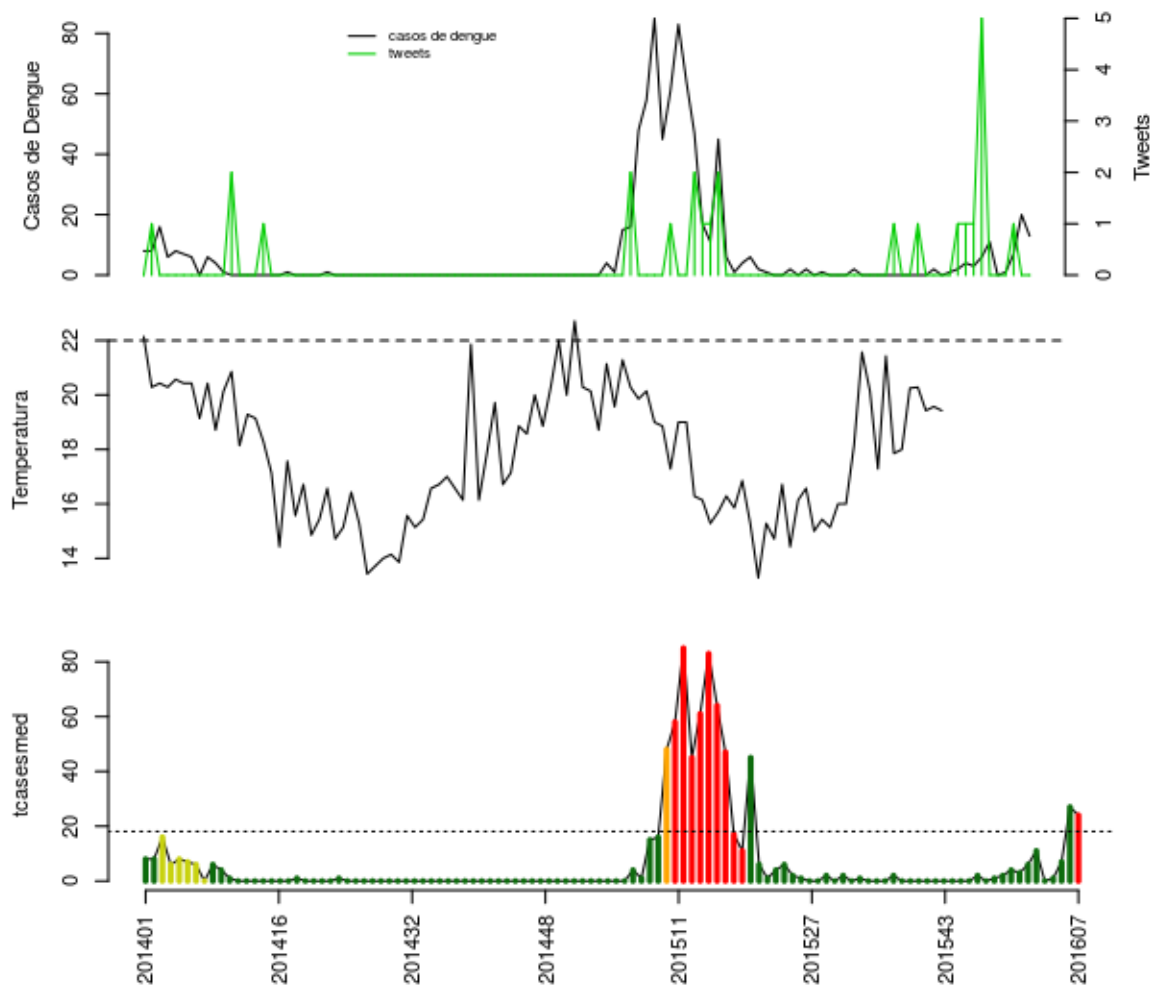 casos de dengue
tweets
Casos de Dengue
0 20 40 60 80
Tweets
0 1 2 3 4 5
Temperatura
14 16 18 20 22
tcasesmed
0 20 40 60 80
201401 201416 201432 201448 201511 201527 201543 201607